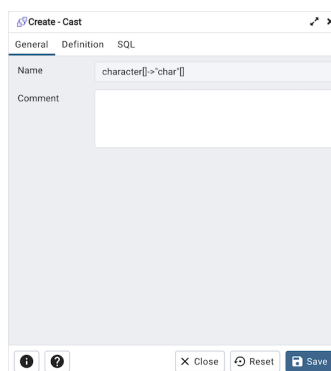 Create - Cast
General Definition SQL
Name character[]->"char"[]
Comment
Close Reset Save